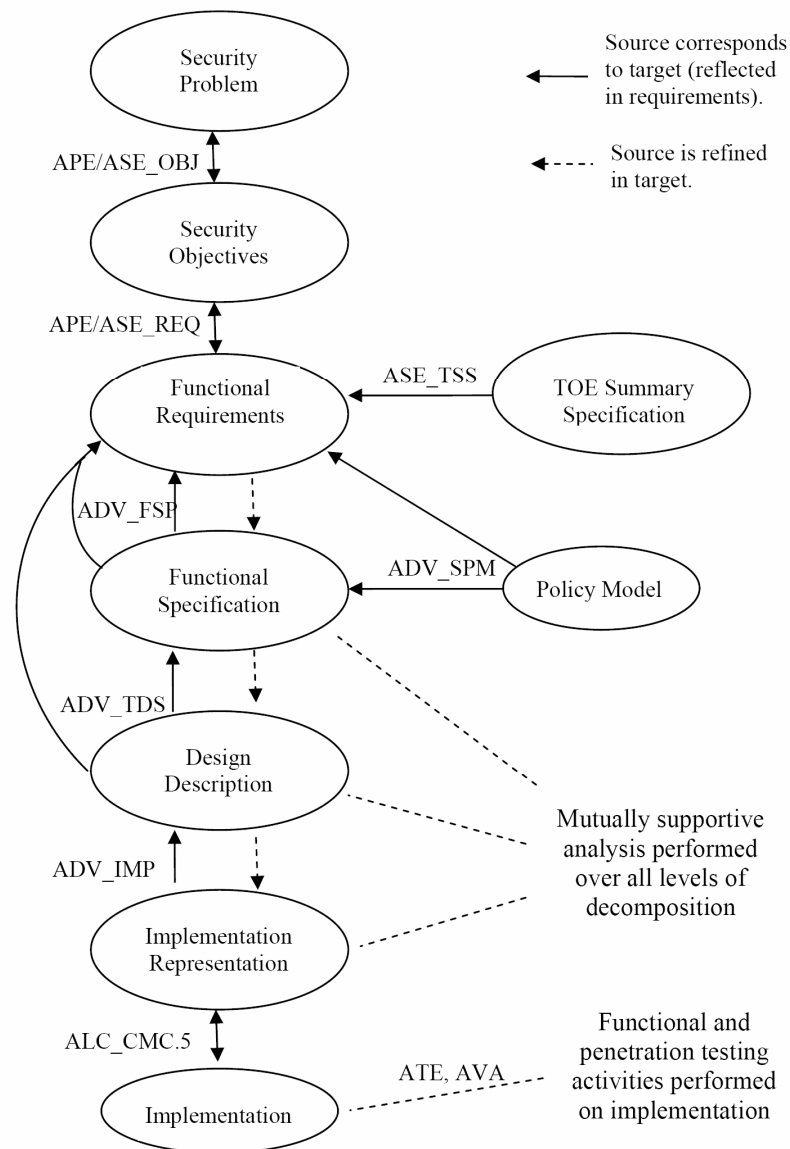 Security
Problem
Source corresponds
to target (reflected
in requirements).
APE/ASE_OBJ
Source is refined
in target.
Security
Objectives
APE/ASE_REQ
Functional
Requirements
ASE_TSS
TOE Summary
Specification
ADV_FSP
Functional
Specification
ADV_SPM
Policy Model
ADV_TDS
Design
Description
Mutually supportive
analysis performed
over all levels of
decomposition
ADV_IMP
Implementation
Representation
ALC_CMC.5
Functional and
penetration testing
activities performed
on implementation
ATE, AVA
Implementation